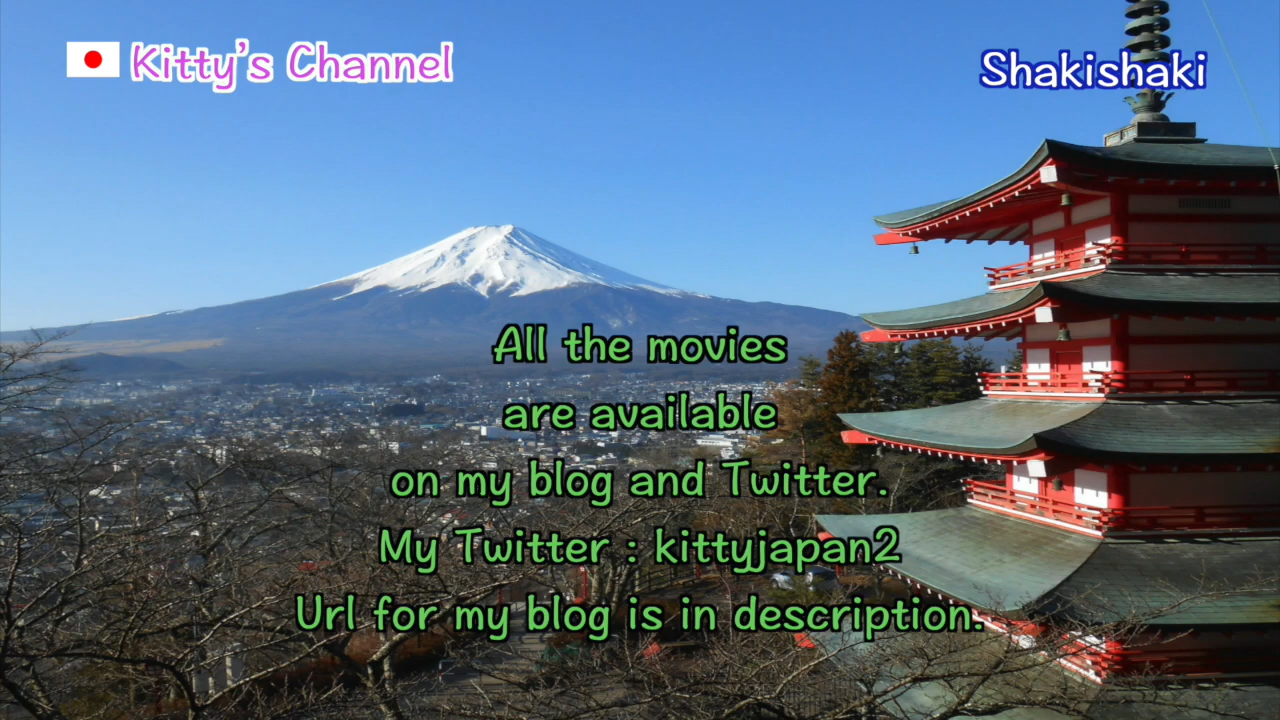 Kitty's Channel
Shakishaki
All the movies
are available
on my blog and Twitter.
My Twitter : kittyjapan2
Url for my blog is in description.